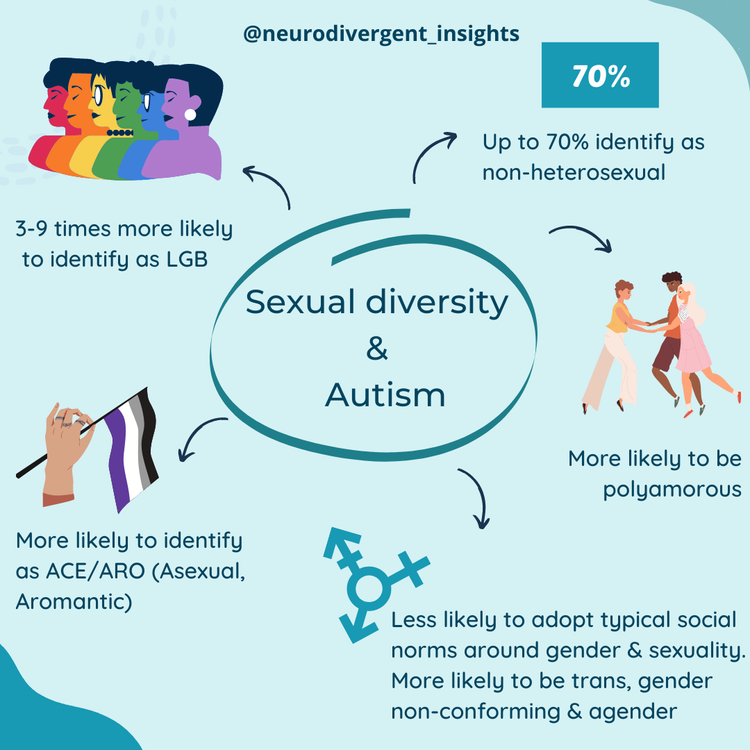 @neurodivergent_insights
70%
Up to 70% identify as
non-heterosexual
3-9 times more likely
to identify as LGB
Sexual diversity
&
Autism
More likely to be
polyamorous
More likely to identify
as ACE/ARO (Asexual,
Aromantic)
Less likely to adopt typical social
norms around gender & sexuality.
More likely to be trans, gender
non-conforming & agender